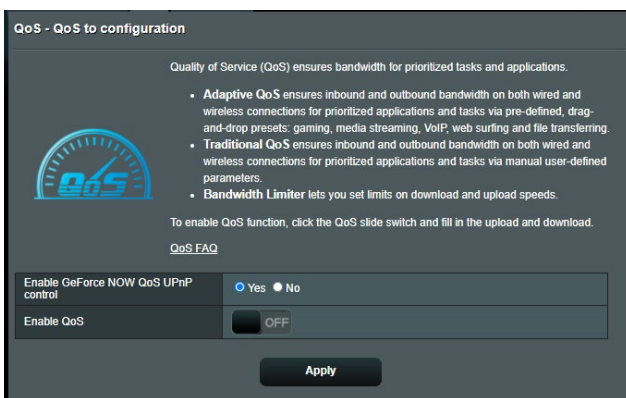 QoS - QoS to configuration
Quality of Service (QoS) ensures bandwidth for prioritized tasks and applications.
• Adaptive QoS ensures inbound and outbound bandwidth on both wired and
wireless connections for prioritized applications and tasks via pre-defined, drag-
and-drop presets: gaming, media streaming, VoIP, web surfing and file transferring.
• Traditional QoS ensures inbound and outbound bandwidth on both wired and
wireless connections for prioritized applications and tasks via manual user-defined
parameters.
• Bandwidth Limiter lets you set limits on download and upload speeds.
QoS
To enable QoS function, click the QoS slide switch and fill in the upload and download.
QoS FAQ
Enable GeForce NOW QoS UPnP
control
Yes No
Enable QoS
OFF
Apply